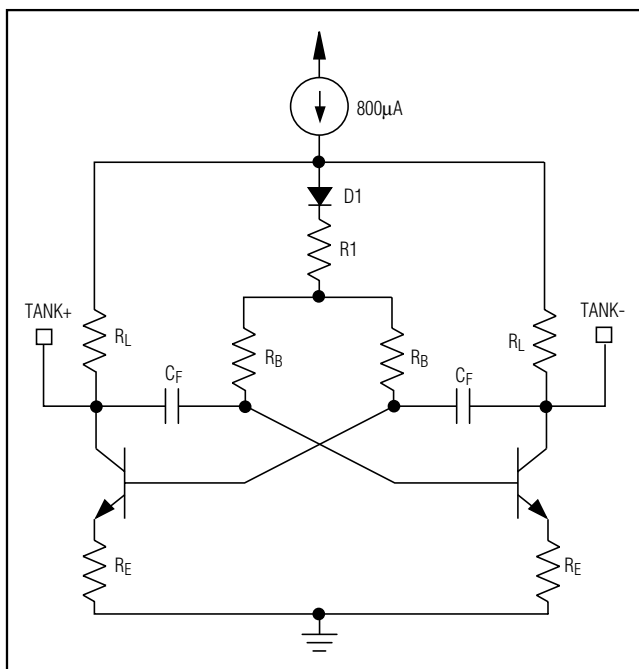 800µA
D1
R1
TANK+
TANK-
RL
RB
RB
RL
CF
CF
RE
RE